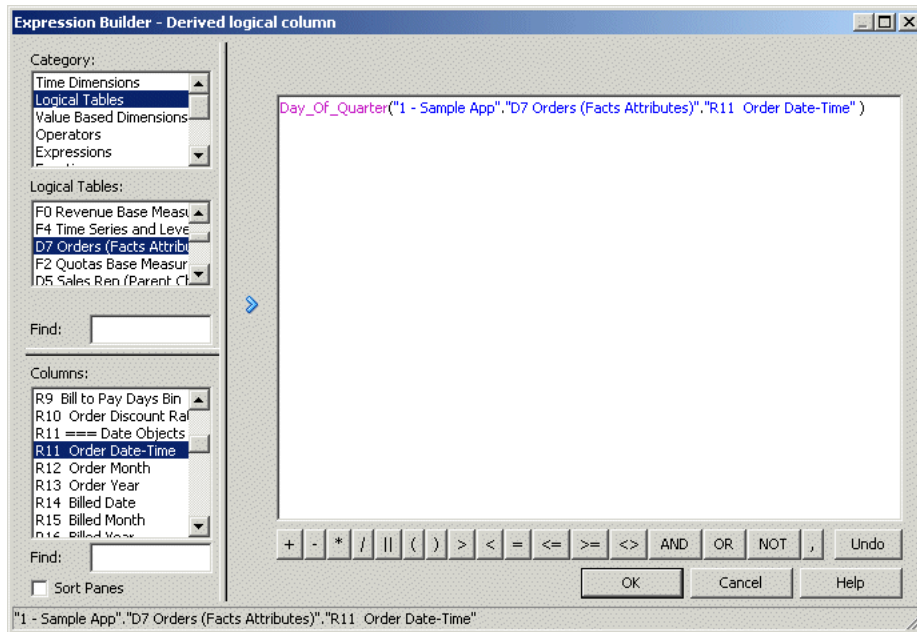 Expression Builder - Derived logical column
Category:
Time Dimensions
Logical Tables
Value Based Dimensions
Operators
Expressions
Logical Tables:
F0 Revenue Base Measu
F4 Time Series and Leve
D7 Orders (Facts Attribu
F2 Quotas Base Measur
D5 Sales Rep (Parent Ch
Find:
Columns:
R9 Bill to Pay Days Bin
R10 Order Discount Rat
R11 === Date Objects
R11 Order Date-Time
R12 Order Month
R13 Order Year
R14 Billed Date
R15 Billed Month
R16 Billed Year
Find:
Sort Panes
Day_Of_Quarter("1 - Sample App"."D7 Orders (Facts Attributes)"."R11  Order Date-Time" )
+ - * / || ( ) > < = <= >= <> AND OR NOT , Undo
OK Cancel Help
"1 - Sample App"."D7 Orders (Facts Attributes)"."R11  Order Date-Time"